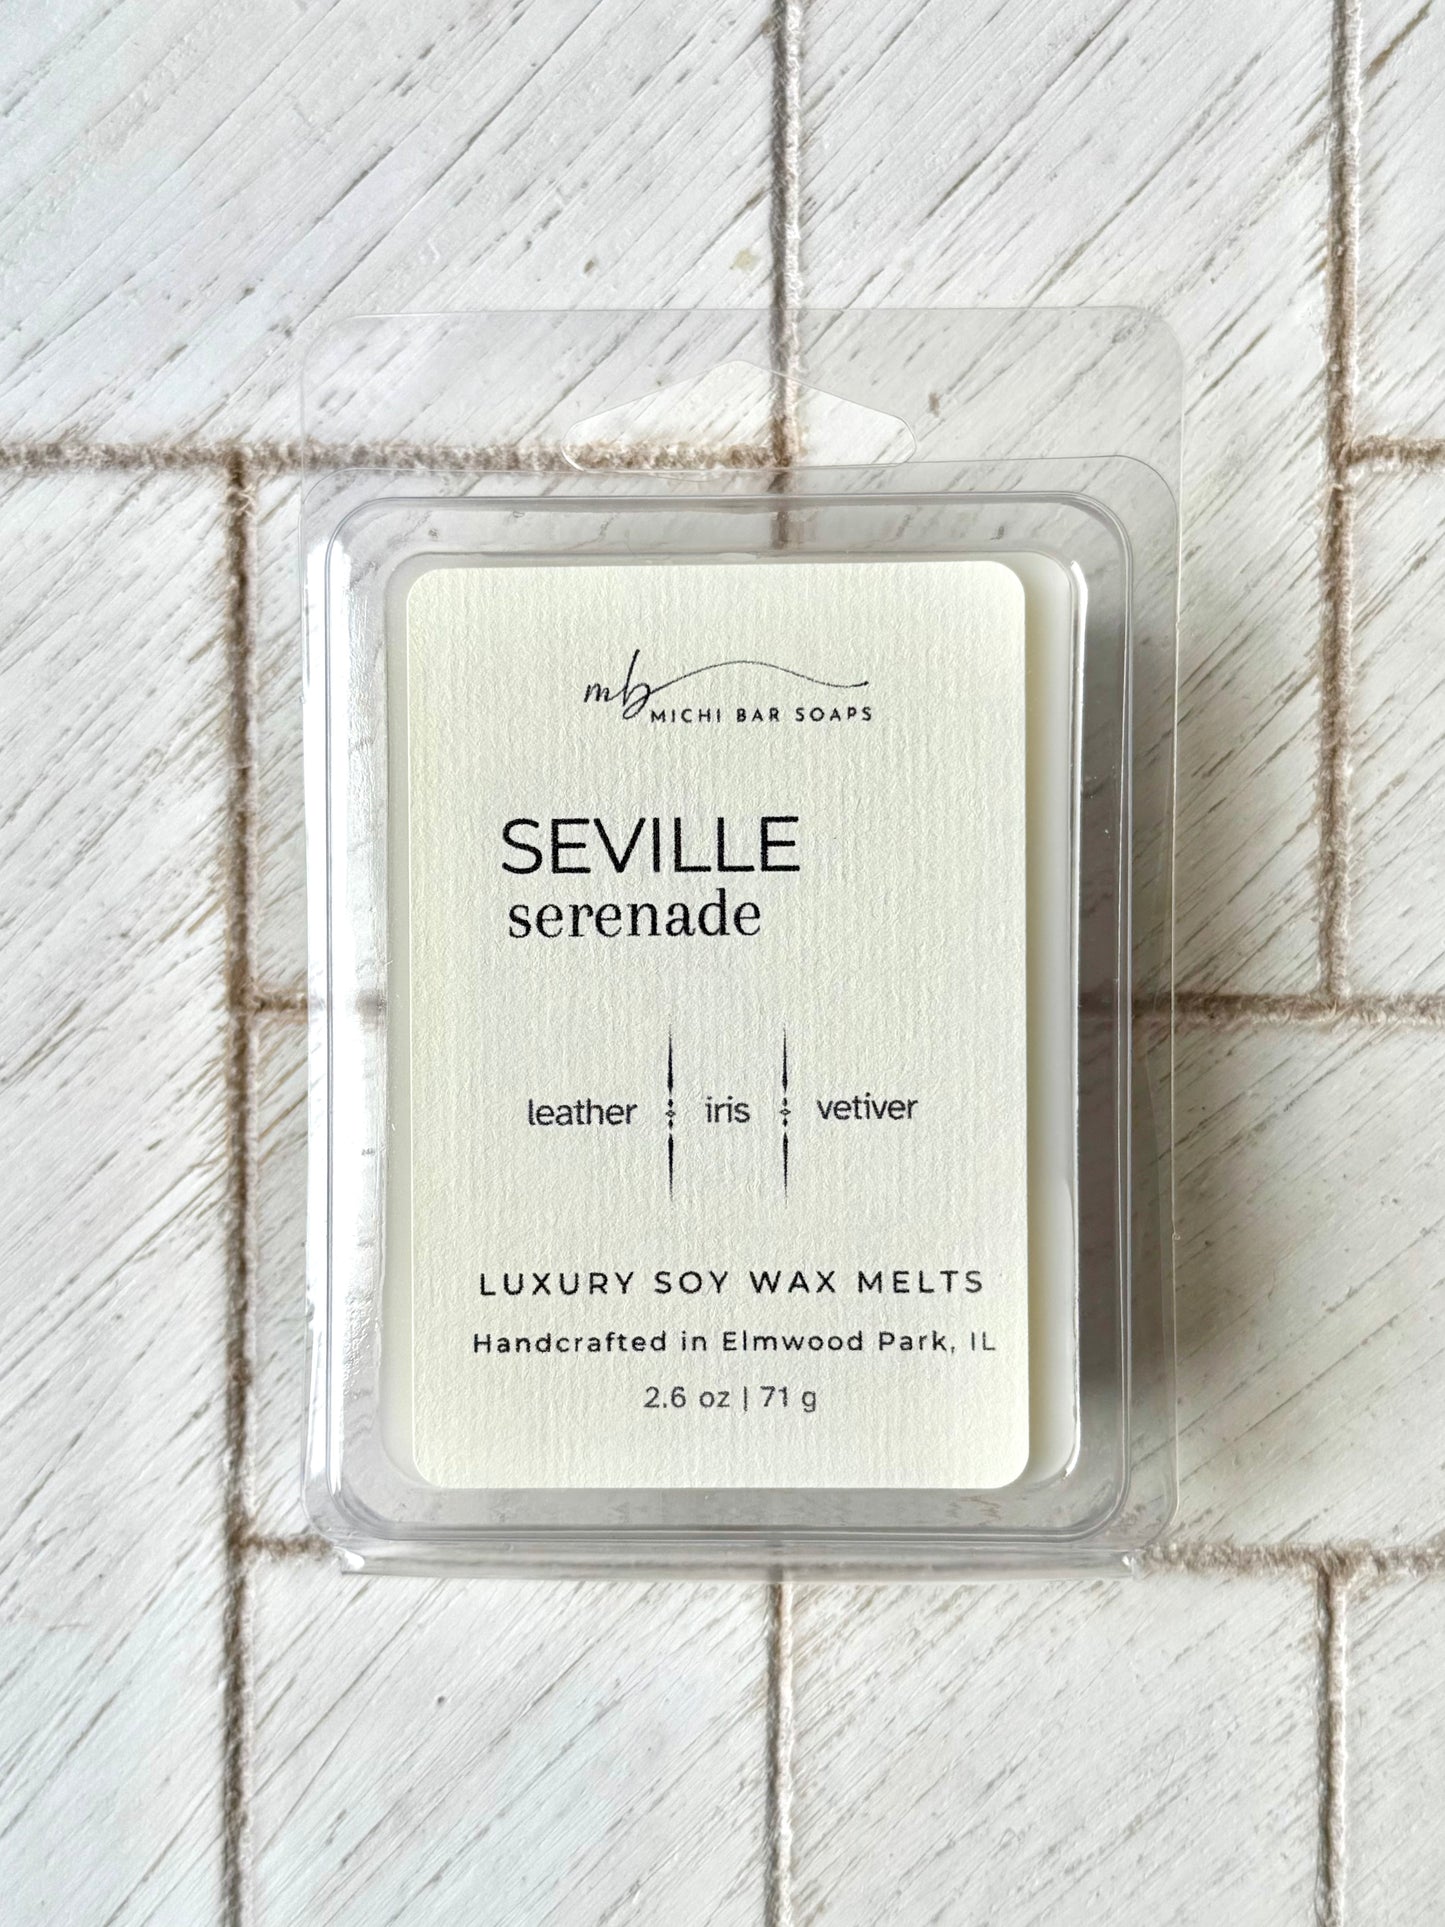 mb
MICHI BAR SOAPS
SEVILLE
serenade
leather iris vetiver
LUXURY SOY WAX MELTS
Handcrafted in Elmwood Park, IL
2.6 oz | 71 g